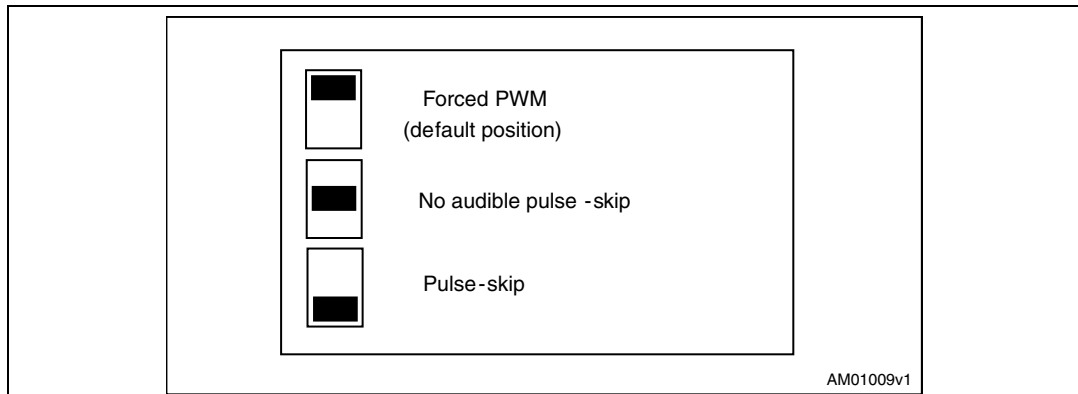 Forced PWM
(default position)
No audible pulse -skip
Pulse-skip
AM01009v1